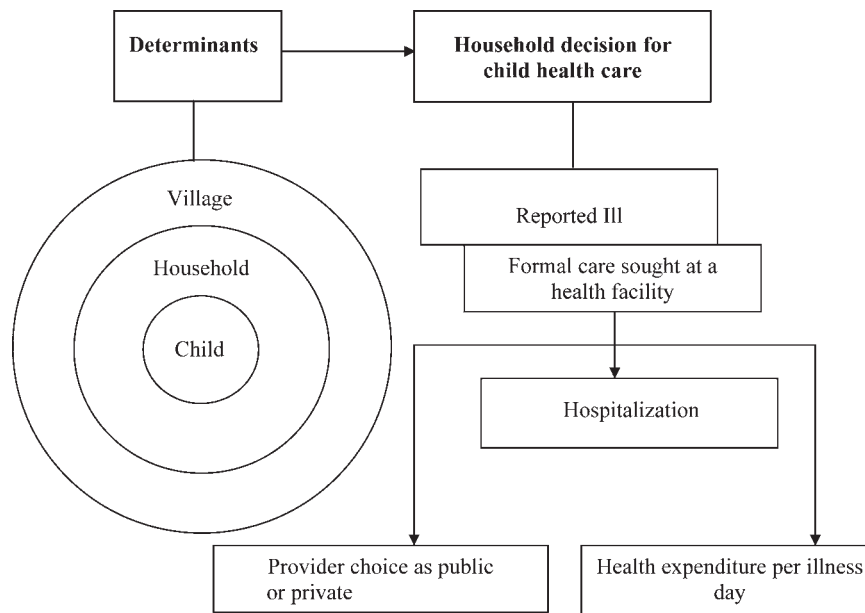 Determinants
Household decision for
child health care
Village
Household
Child
Reported Ill
Formal care sought at a
health facility
Hospitalization
Provider choice as public
or private
Health expenditure per illness
day